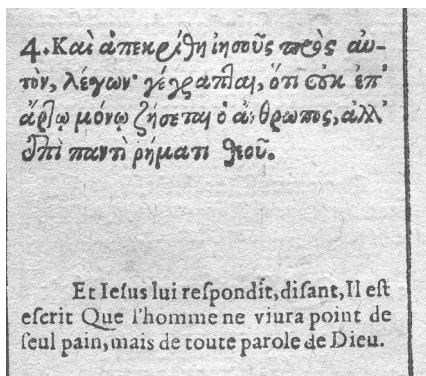 4. Καὶ ἀπεκρίθη ἰησοῦς πρὸς αὐ-
τὸν, λέγων· γέγραπται, ὅτι οὐκ ἐπ'
ἄρτῳ μόνῳ ζήσεται ὁ ἄνθρωπος, ἀλλ'
ἐπὶ παντὶ ῥήματι θεοῦ.
Et Ieſus lui reſpondit, diſant, Il eſt
eſcrit Que l'homme ne viura point de
ſeul pain, mais de toute parole de Dieu.